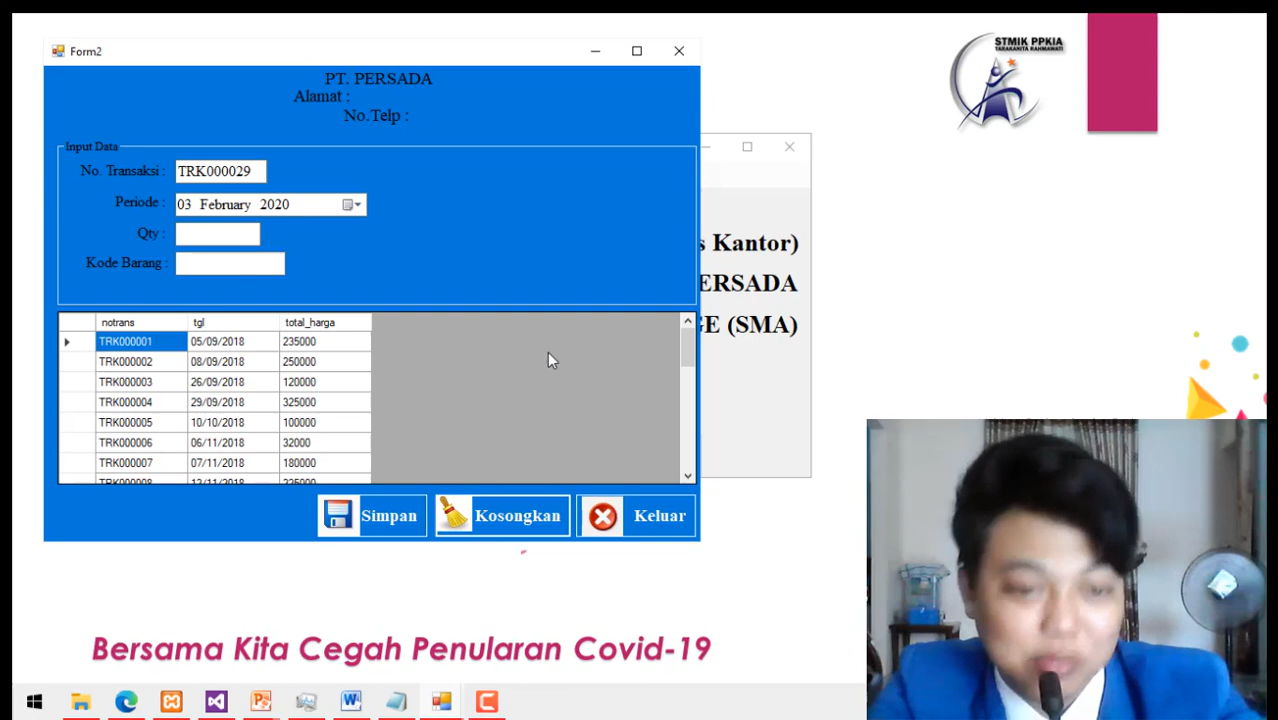 Form2
PT. PERSADA
Alamat :
No.Telp :
Input Data
No. Transaksi : TRK000029
Periode : 03 February 2020
Qty :
Kode Barang :
notrans tgl total_harga
TRK000001 05/09/2018 235000
TRK000002 08/09/2018 250000
TRK000003 26/09/2018 120000
TRK000004 29/09/2018 325000
TRK000005 10/10/2018 100000
TRK000006 06/11/2018 32000
TRK000007 07/11/2018 180000
Simpan Kosongkan Keluar
s Kantor)
ERSADA
GE (SMA)
STMIK PPKIA
TARAKANITA RAHMAWATI
Bersama Kita Cegah Penularan Covid-19